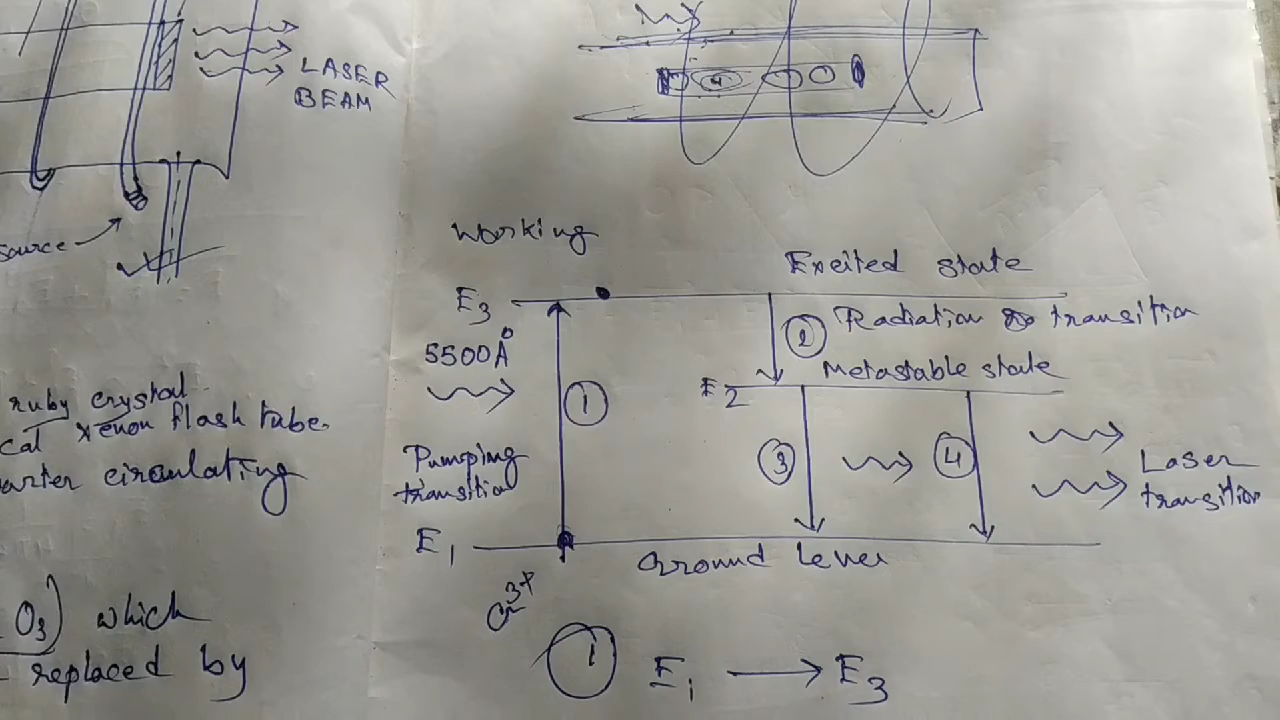 LASER
BEAM
source
ruby crystal
cal xenon flash tube.
arter circulating
O3) which
replaced by
4
Working
Excited state
E3
② Radiation transition
5500Å
Metastable state
E2
①
③
④
Pumping
transition
Laser
transition
E1
Ground Level
Cr3+
① E1 → E3